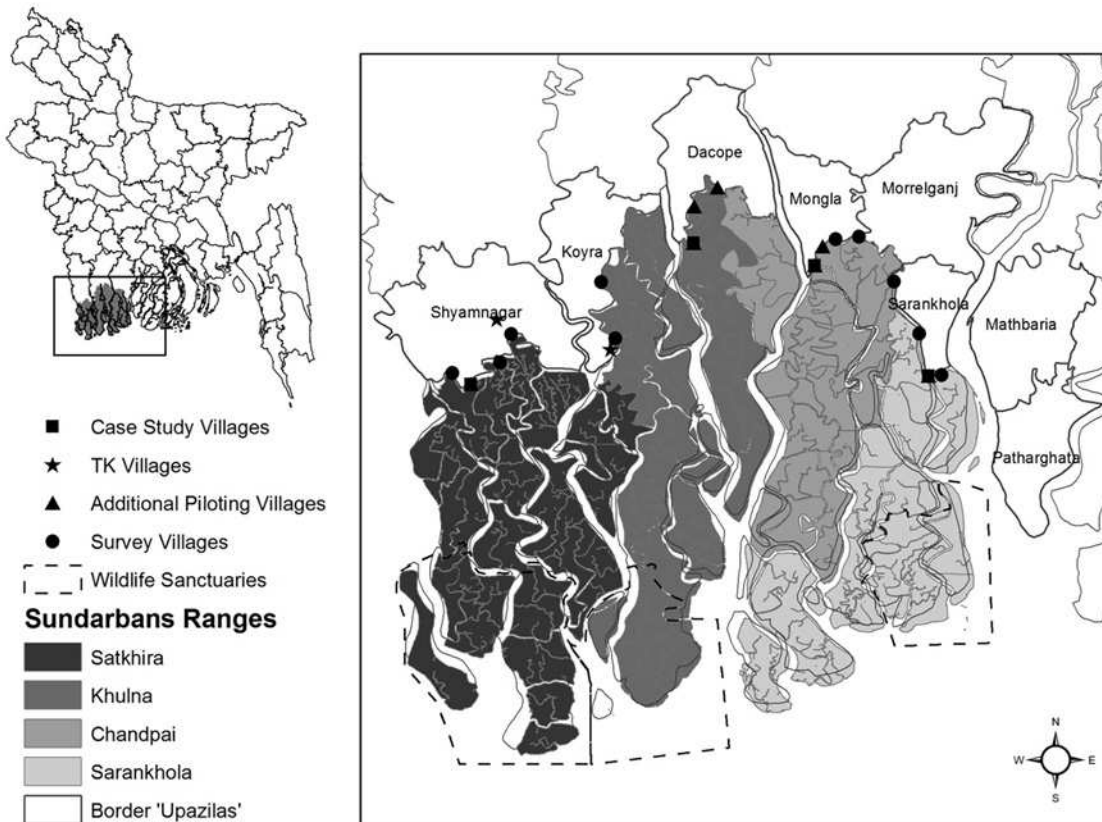 Case Study Villages
TK Villages
Additional Piloting Villages
Survey Villages
Wildlife Sanctuaries
Sundarbans Ranges
Satkhira
Khulna
Chandpai
Sarankhola
Border 'Upazilas'
Dacope
Mongla
Morrelganj
Koyra
Shyamnagar
Sarankhola
Mathbaria
Patharghata
N
W E
S